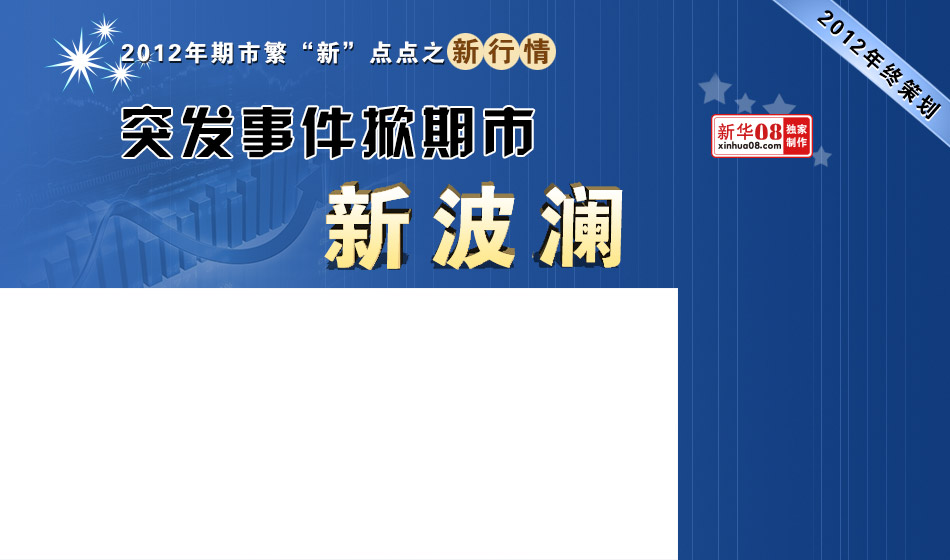 2012年终策划
2012年期市繁“新”点点之新行情
突发事件掀期市
新华08
xinhua08.com
独家
制作
新波澜